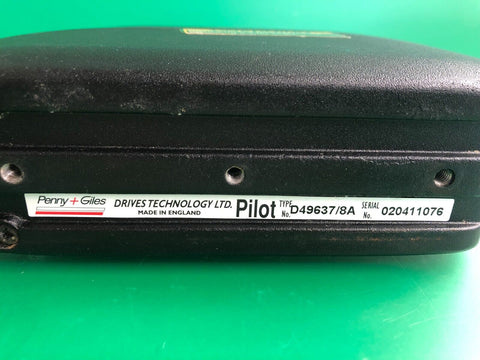 Penny + Giles DRIVES TECHNOLOGY LTD. MADE IN ENGLAND Pilot TYPE No. D49637/8A SERIAL No. 020411076